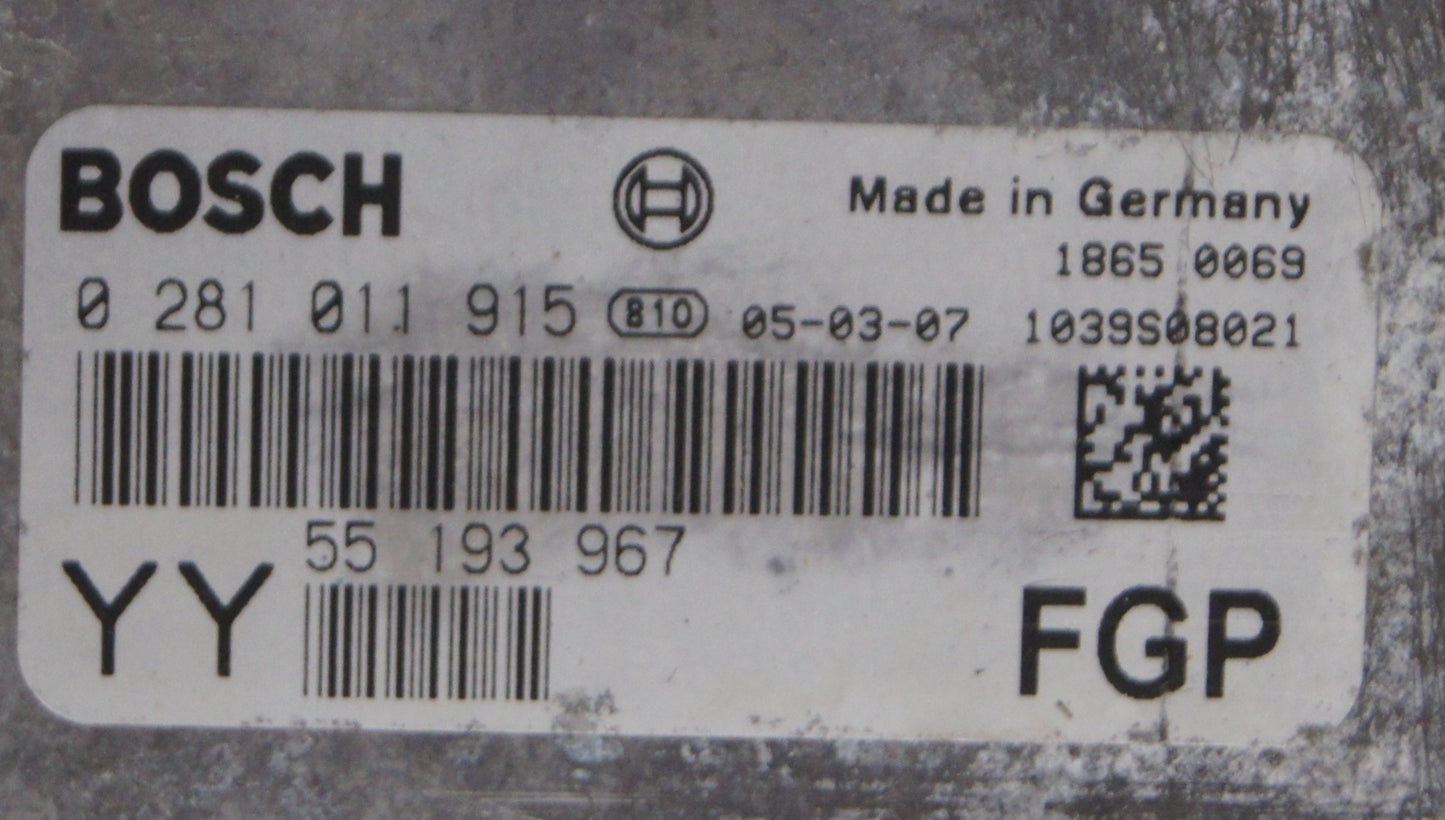 BOSCH Made in Germany
1865 0069
0 281 011 915 810 05-03-07 1039S08021
55 193 967
YY FGP